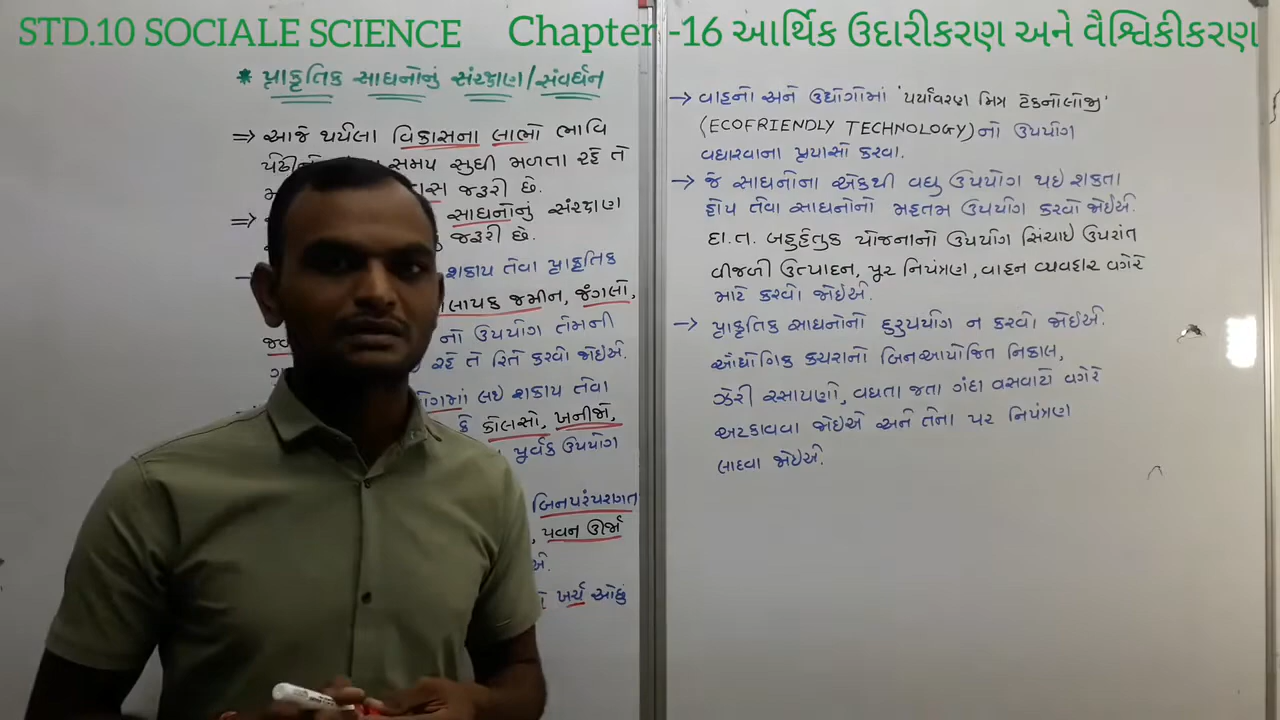 STD.10 SOCIALE SCIENCE Chapter -16 આર્થિક ઉદારીકરણ અને વૈશ્વિકીકરણ
* પ્રાકૃતિક સાધનોનું સંરક્ષણ/સંવર્ધન
⇒ આજે થયેલા વિકાસના લાભો ભાવિ
સમય સુધી મળતા રહે તે
જરૂરી છે.
⇒ સાધનોનું સંરક્ષણ
જરૂરી છે.
શકાય તેવા પ્રાકૃતિક
લાયક જમીન, જંગલો,
નો ઉપયોગ તેમની
રહે તે રિતે કરવો જોઈએ.
લઈ શકાય તેવા
કે કોલસો, ખનીજો,
પૂર્વક ઉપયોગ
બિનપરંપરાગત
, પવન ઊર્જા
ખર્ચ ઓછું
→ વાહનો અને ઉદ્યોગોમાં 'પર્યાવરણ મિત્ર ટેકનોલોજી'
(ECOFRIENDLY TECHNOLOGY)નો ઉપયોગ
વધારવાના પ્રયાસો કરવા.
→ જે સાધનોના એકથી વધુ ઉપયોગ થઈ શકતા
હોય તેવા સાધનોનો મહતમ ઉપયોગ કરવો જોઈએ.
દા.ત. બહુહેતુક યોજનાનો ઉપયોગ સિંચાઈ ઉપરાંત
વીજળી ઉત્પાદન, પૂર નિયંત્રણ, વાહન વ્યવહાર વગેરે
માટે કરવો જોઈએ.
→ પ્રાકૃતિક સાધનોનો દુરુપયોગ ન કરવો જોઈએ.
ઔદ્યોગિક કચરાનો બિનઆયોજિત નિકાલ,
ઝેરી રસાયણો, વધતા જતા ગંદા વસવાટો વગેરે
અટકાવવા જોઈએ અને તેના પર નિયંત્રણ
લાદવા જોઈએ.